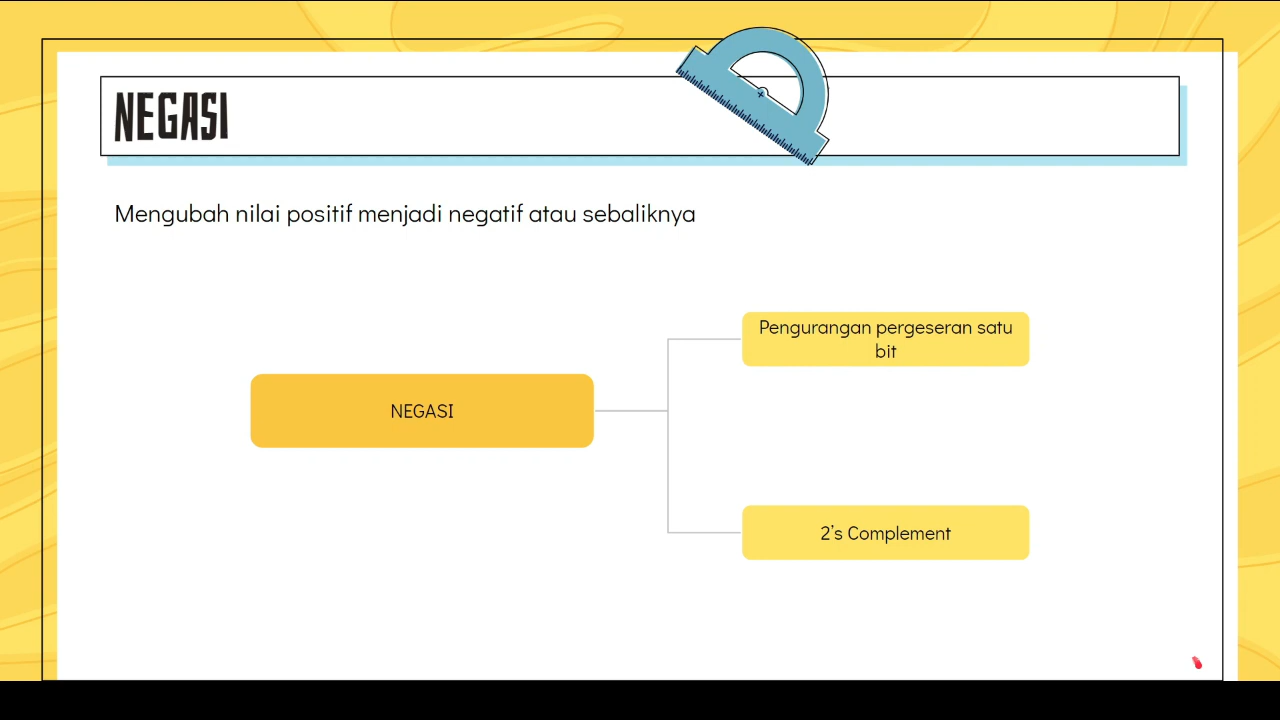 NEGASI
Mengubah nilai positif menjadi negatif atau sebaliknya
Pengurangan pergeseran satu
bit
NEGASI
2's Complement